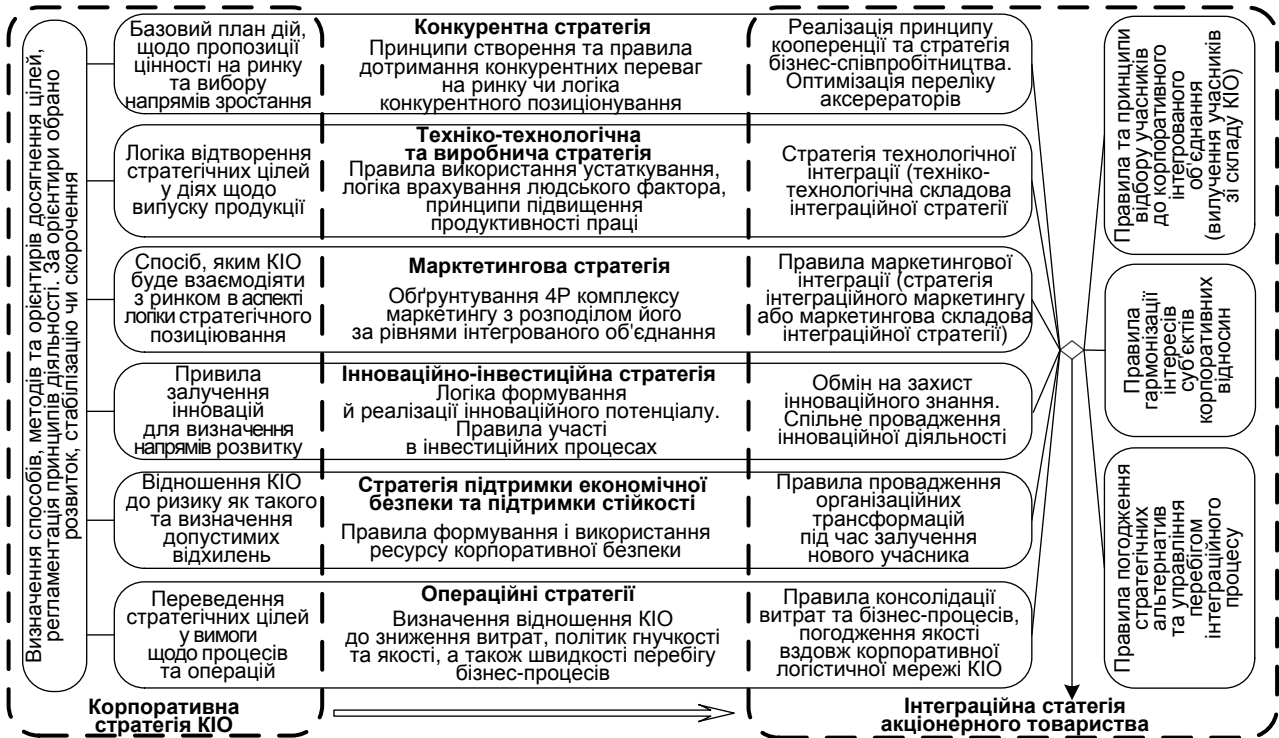 Визначення способів, методів та орієнтирів досягнення цілей,
регламентація принципів діяльності. За орієнтири обрано
розвиток, стабілізацію чи скорочення
Базовий план дій,
щодо пропозиції
цінності на ринку
та вибору
напрямів зростання
Конкурентна стратегія
Принципи створення та правила
дотримання конкурентних переваг
на ринку чи логіка
конкурентного позиціонування
Реалізація принципу
кооперенції та стратегія
бізнес-співпробітництва.
Оптимізація переліку
аксерераторів
Логіка відтворення
стратегічних цілей
у діях щодо
випуску продукції
Техніко-технологічна
та виробнича стратегія
Правила використання устаткування,
логіка врахування людського фактора,
принципи підвищення
продуктивності праці
Стратегія технологічної
інтеграції (техніко-
технологічна складова
інтеграційної стратегії
Спосіб, яким КІО
буде взаємодіяти
з ринком в аспекті
лопки стратегічного
позиціювання
Марктетингова стратегія
Обґрунтування 4Р комплексу
маркетингу з розподілом його
за рівнями інтегрованого об'єднання
Правила маркетингової
інтеграції (стратегія
інтеграційного маркетингу
або маркетингова складова
інтеграційної стратегії)
Привила
залучення
інновацій
для визначення
напрямів розвитку
Інноваційно-інвестиційна стратегія
Логіка формування
й реалізації інноваційного потенціалу.
Правила участі
в інвестиційних процесах
Обмін на захист
інноваційного знання.
Спільне провадження
інноваційної діяльності
Відношення КІО
до ризику як такого
та визначення
допустимих
відхилень
Стратегія підтримки економічної
безпеки та підтримки стійкості
Правила формування і використання
ресурсу корпоративної безпеки
Правила провадження
організаційних
трансформацій
під час залучення
нового учасника
Переведення
стратегічних цілей
у вимоги
щодо процесів
та операцій
Операційні стратегії
Визначення відношення КІО
до зниження витрат, політик гнучкості
та якості, а також швидкості перебігу
бізнес-процесів
Правила консолідації
витрат та бізнес-процесів,
погодження якості
вздовж корпоративної
логістичної мережі КІО
Правила та принципи
відбору учасників
до корпоративного
інтегрованого
об'єднання
(випучення учасників
зі складу КІО)
Правила
гармонізації
інтересів
суб'єктів
корпоративних
відносин
Правила погодження
стратегічних
альтернатив
та управління
перебігом
інтеграційного
процесу
Корпоративна
стратегія КІО
Інтеграційна статегія
акціонерного товариства